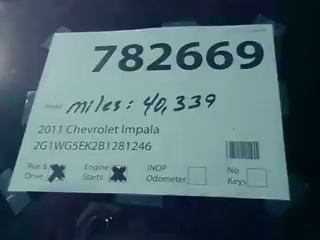 782669
miles: 40,339
2011 Chevrolet Impala
2G1WG5EK2B1281246
Run & Drive
Engine Starts
INOP Odometer
No Keys